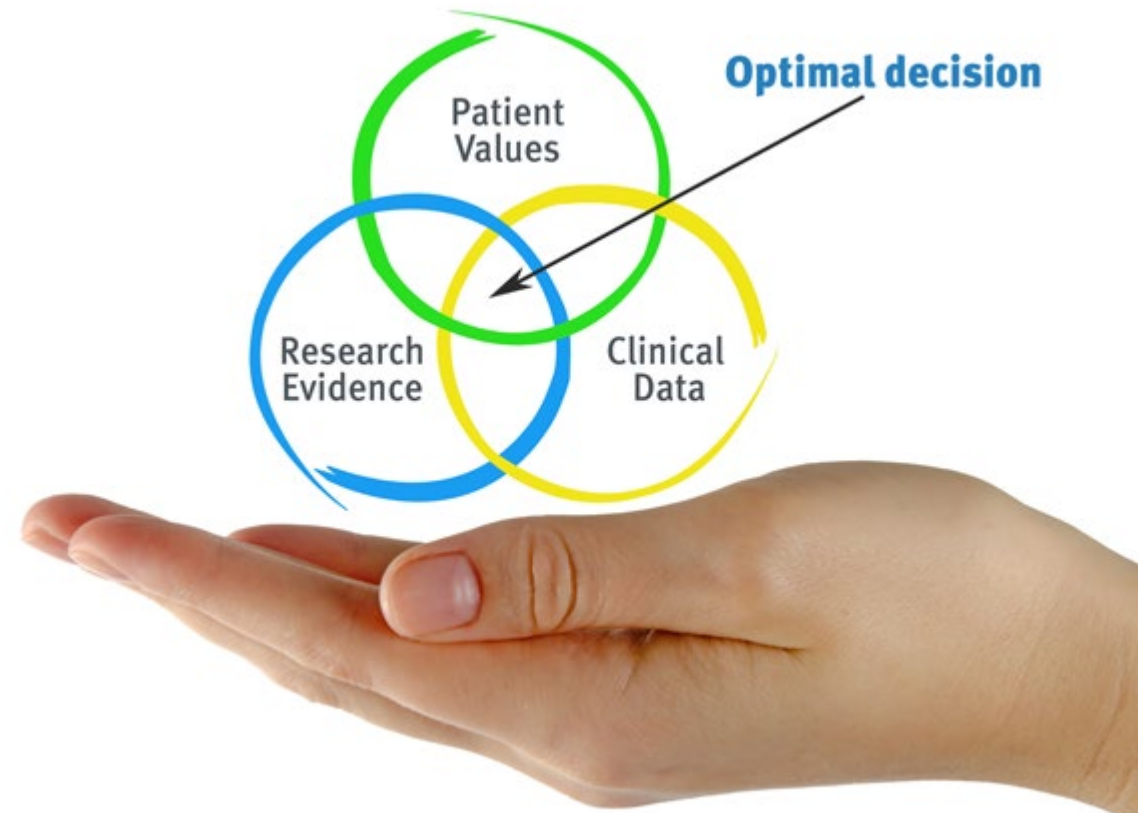 Optimal decision
Patient
Values
Research
Evidence
Clinical
Data